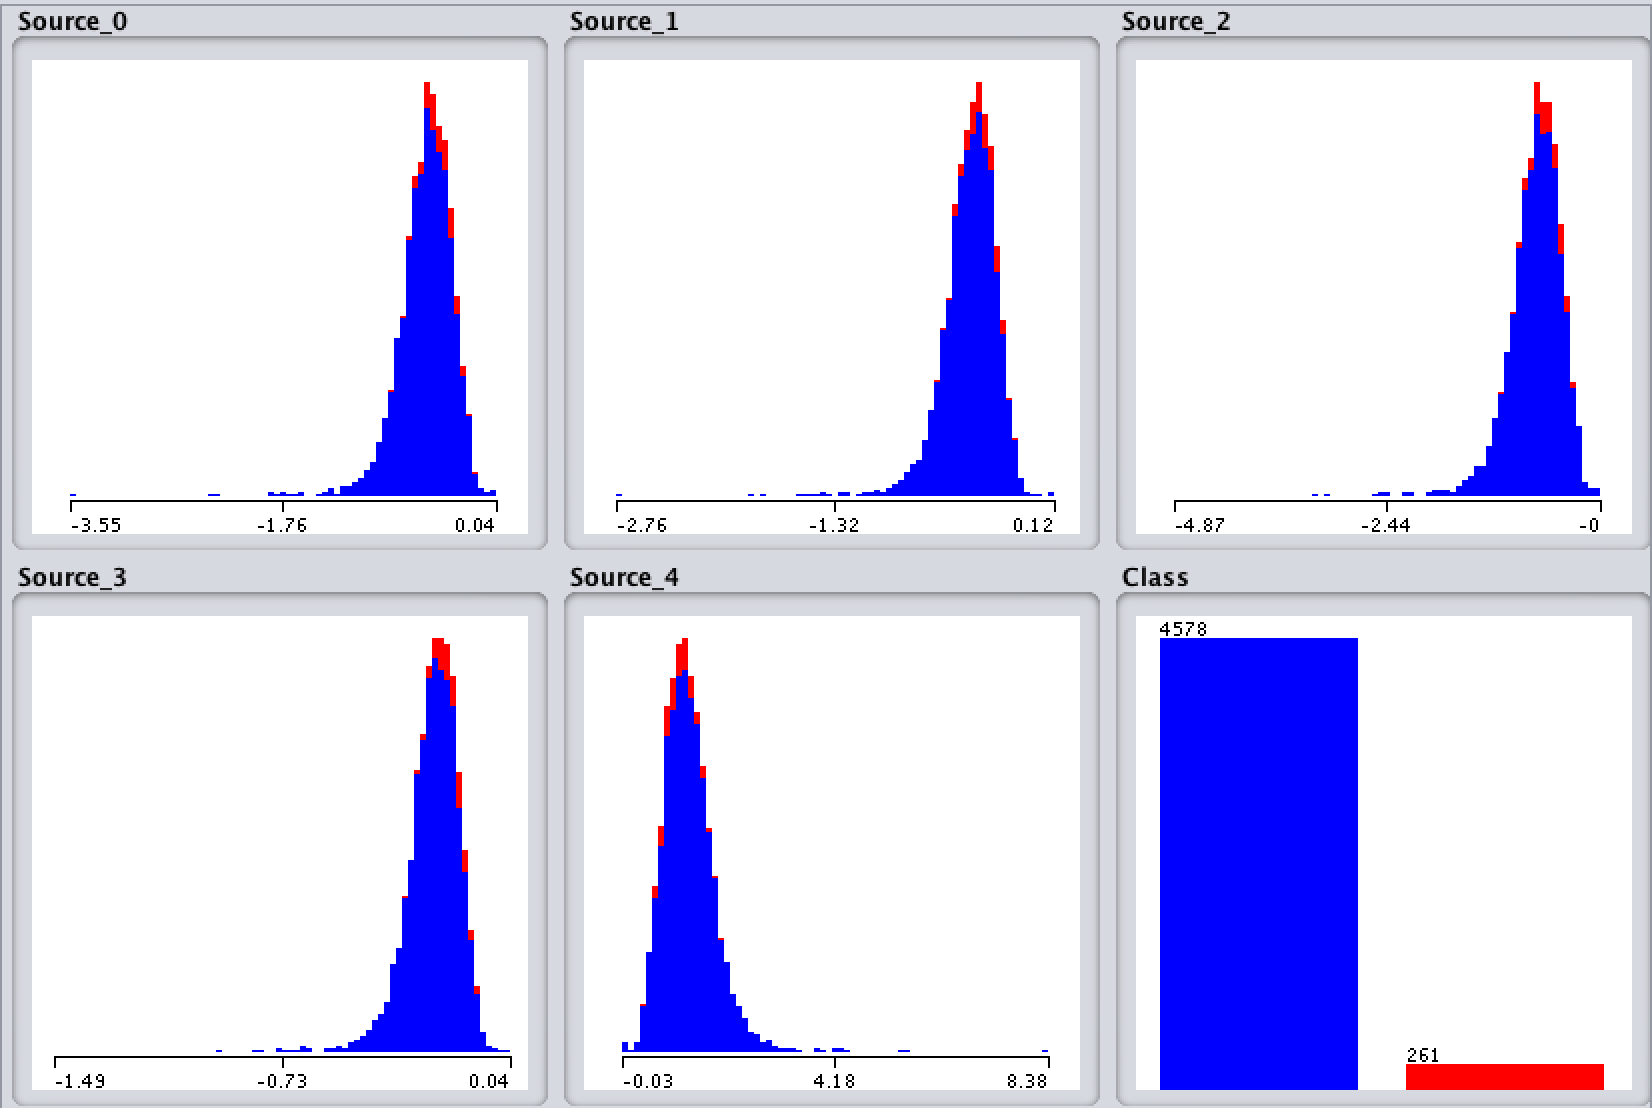 Source_0
Source_1
Source_2
-3.55 -1.76 0.04
-2.76 -1.32 0.12
-4.87 -2.44 -0
Source_3
Source_4
Class
-1.49 -0.73 0.04
-0.03 4.18 8.38
4578
261